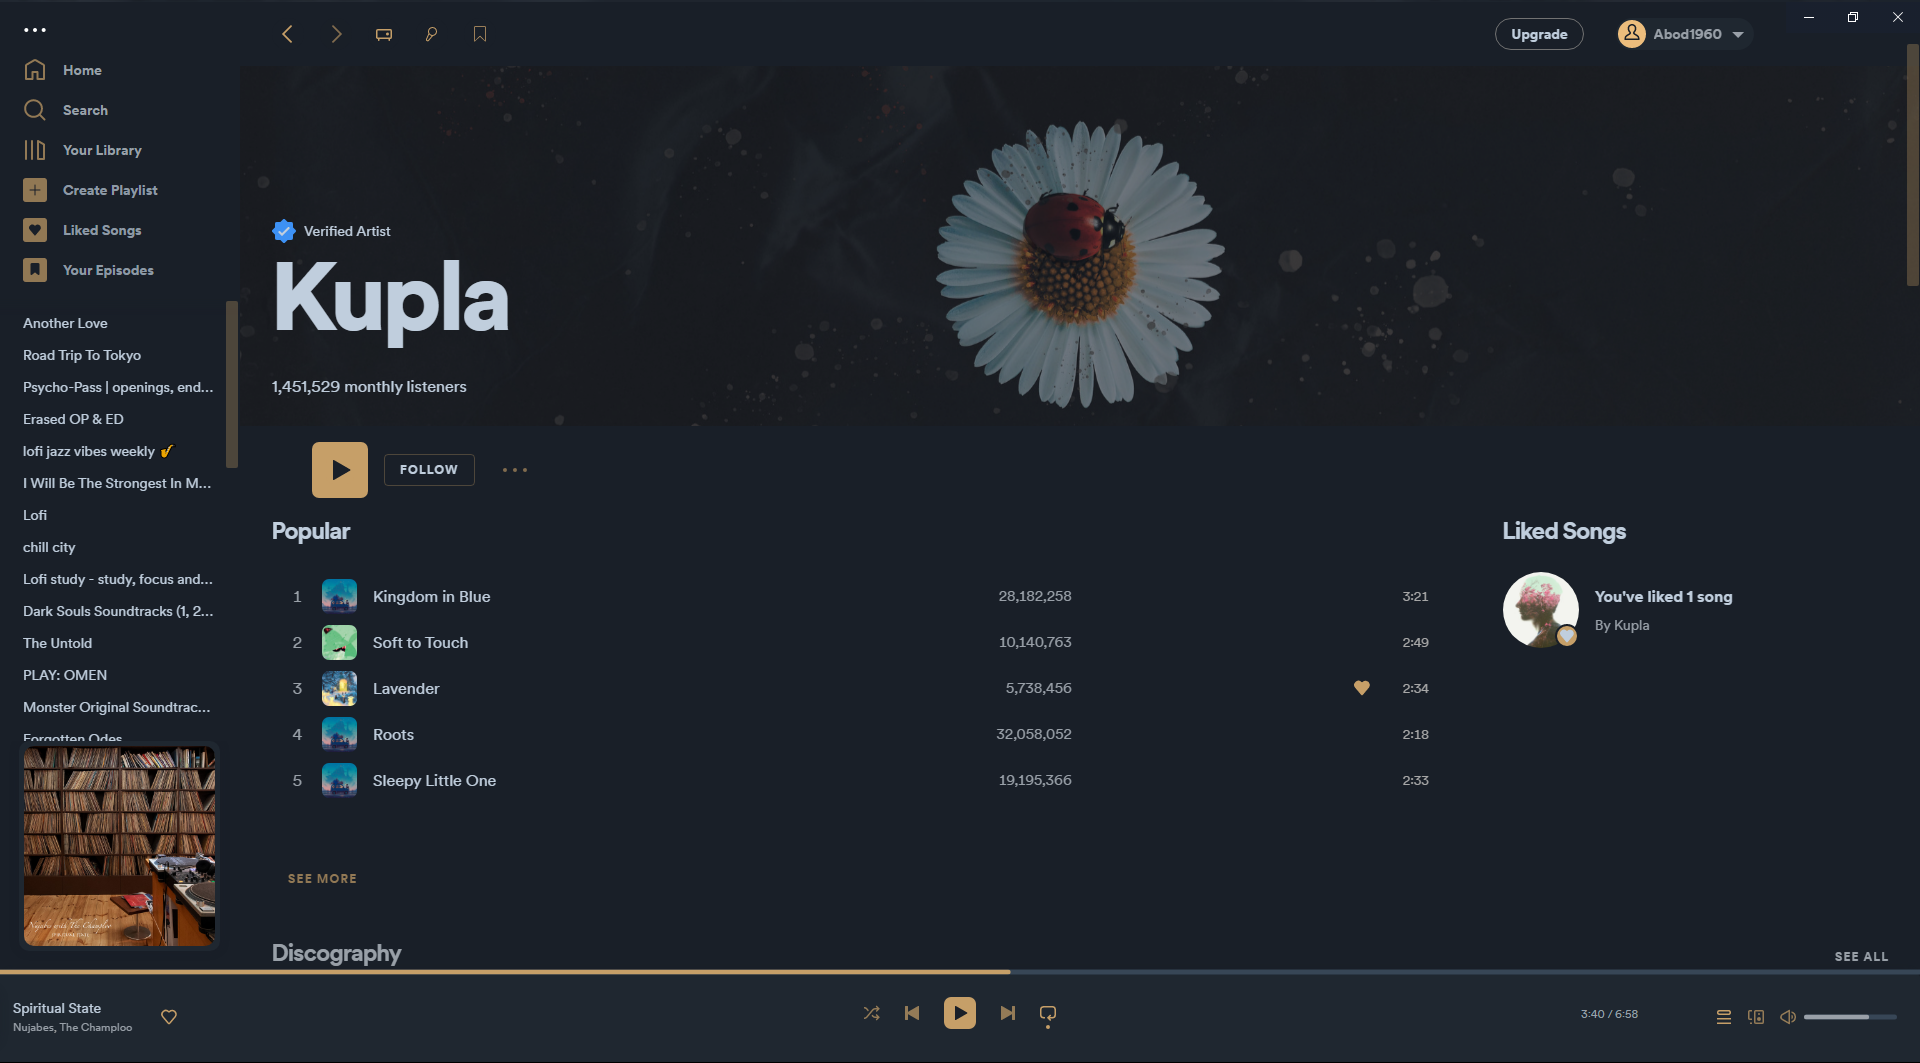 Upgrade
Abod1960
Home
Search
Your Library
Create Playlist
Liked Songs
Your Episodes
Another Love
Road Trip To Tokyo
Psycho-Pass | openings, end...
Erased OP & ED
lofi jazz vibes weekly 🎷
I Will Be The Strongest In M...
Lofi
chill city
Lofi study - study, focus and...
Dark Souls Soundtracks (1, 2...
The Untold
PLAY: OMEN
Monster Original Soundtrac...
Forgotten Odes
Nujabes with The Champloo
Verified Artist
Kupla
1,451,529 monthly listeners
FOLLOW
Popular
1 Kingdom in Blue 28,182,258 3:21
2 Soft to Touch 10,140,763 2:49
3 Lavender 5,738,456 2:34
4 Roots 32,058,052 2:18
5 Sleepy Little One 19,195,366 2:33
SEE MORE
Liked Songs
You've liked 1 song
By Kupla
Discography
SEE ALL
Spiritual State
Nujabes, The Champloo
3:40 / 6:58